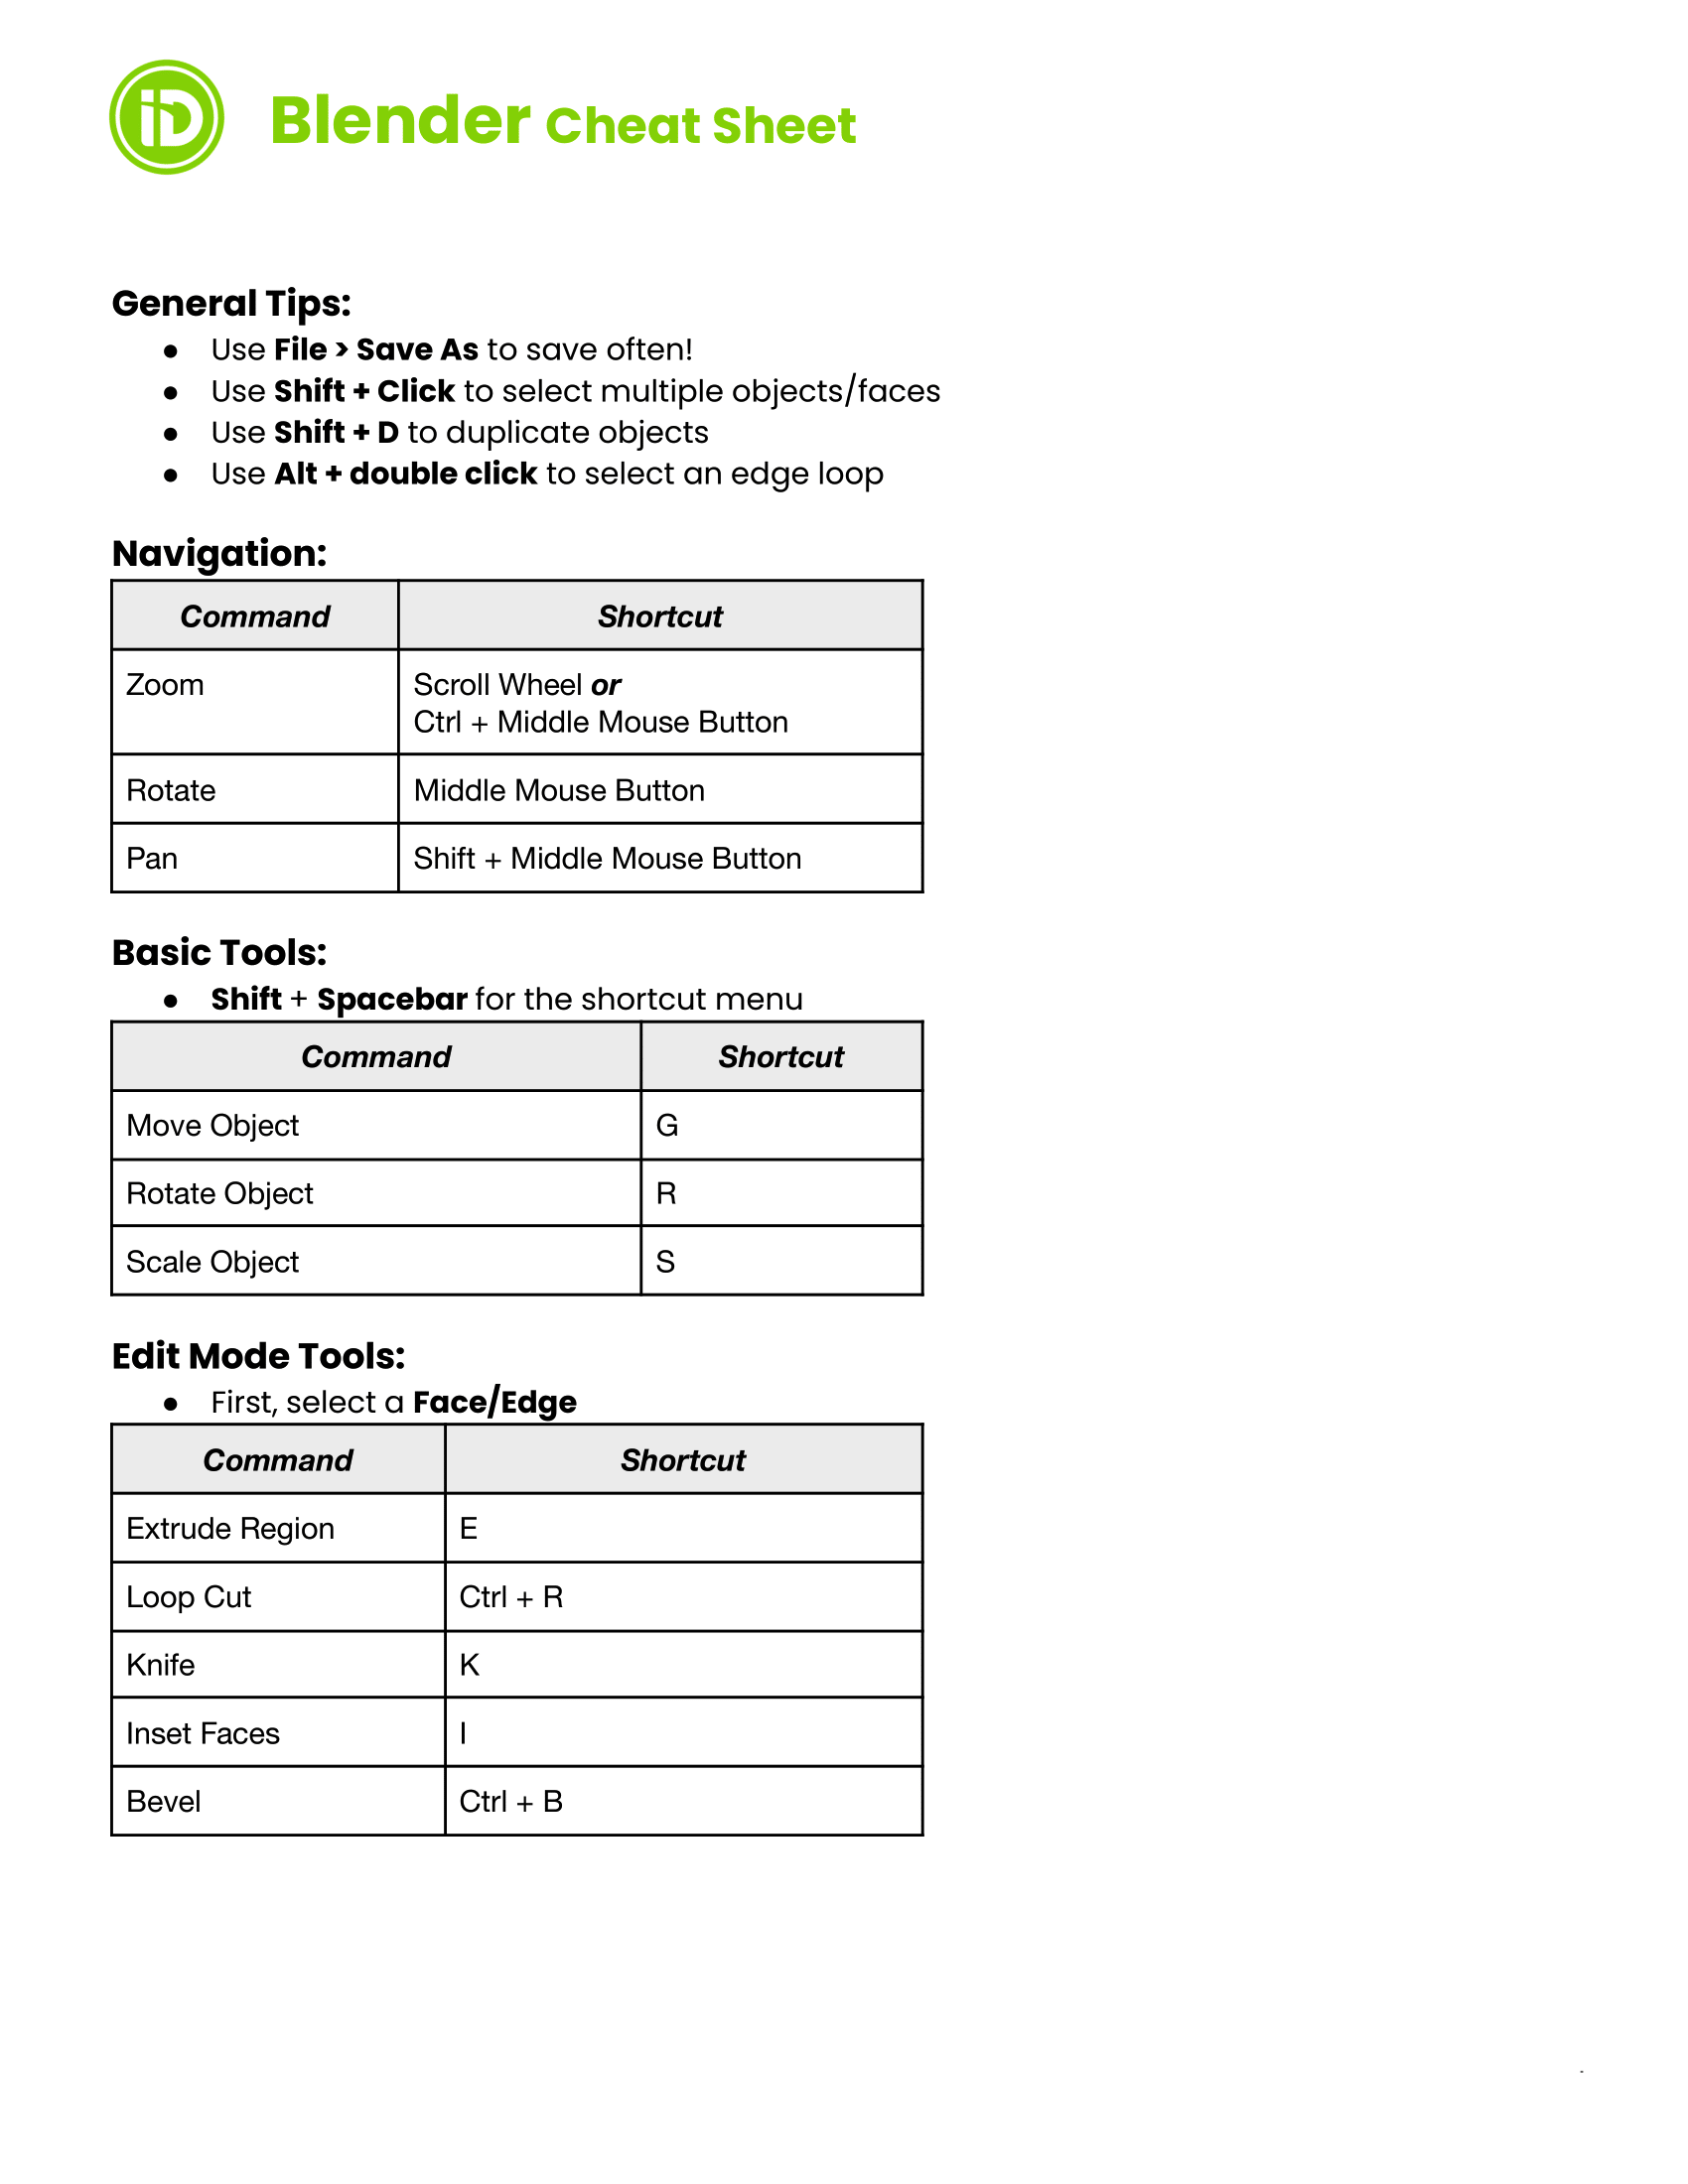 iD
Blender Cheat Sheet
General Tips:
● Use File > Save As to save often!
● Use Shift + Click to select multiple objects/faces
● Use Shift + D to duplicate objects
● Use Alt + double click to select an edge loop
Navigation:
Command Shortcut
Zoom Scroll Wheel or
Ctrl + Middle Mouse Button
Rotate Middle Mouse Button
Pan Shift + Middle Mouse Button
Basic Tools:
● Shift + Spacebar for the shortcut menu
Command Shortcut
Move Object G
Rotate Object R
Scale Object S
Edit Mode Tools:
● First, select a Face/Edge
Command Shortcut
Extrude Region E
Loop Cut Ctrl + R
Knife K
Inset Faces I
Bevel Ctrl + B